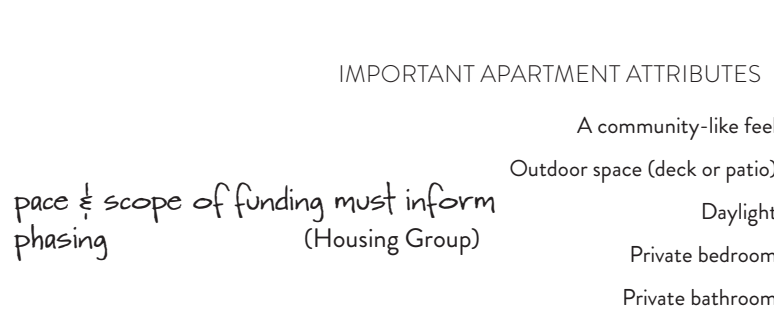 IMPORTANT APARTMENT ATTRIBUTES
A community-like feel
Outdoor space (deck or patio)
Daylight
Private bedroom
Private bathroom
pace & scope of funding must inform
phasing
(Housing Group)